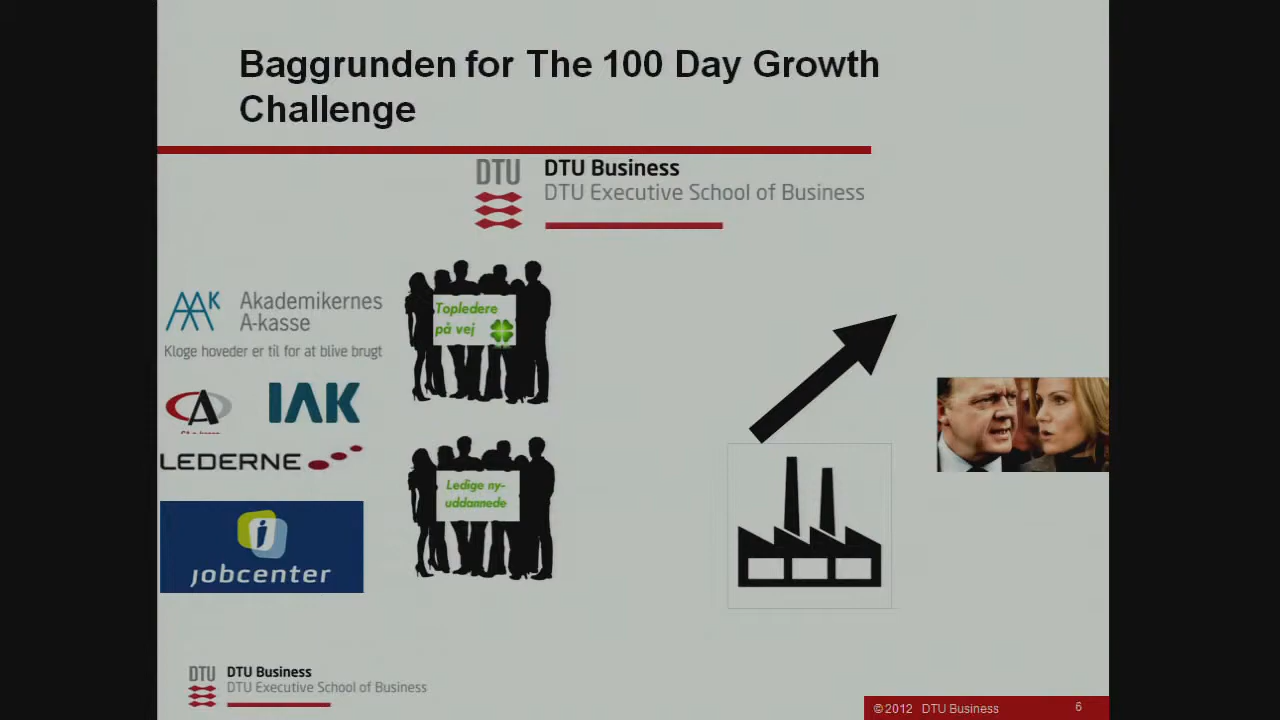 Baggrunden for The 100 Day Growth
Challenge
DTU
DTU Business
DTU Executive School of Business
AAK
Akademikernes
A-kasse
Kloge hoveder er til for at blive brugt
Topledere
på vej
CA
IAK
LEDERNE
Ledige ny-
uddannede
jobcenter
DTU
DTU Business
DTU Executive School of Business
©2012 DTU Business
6